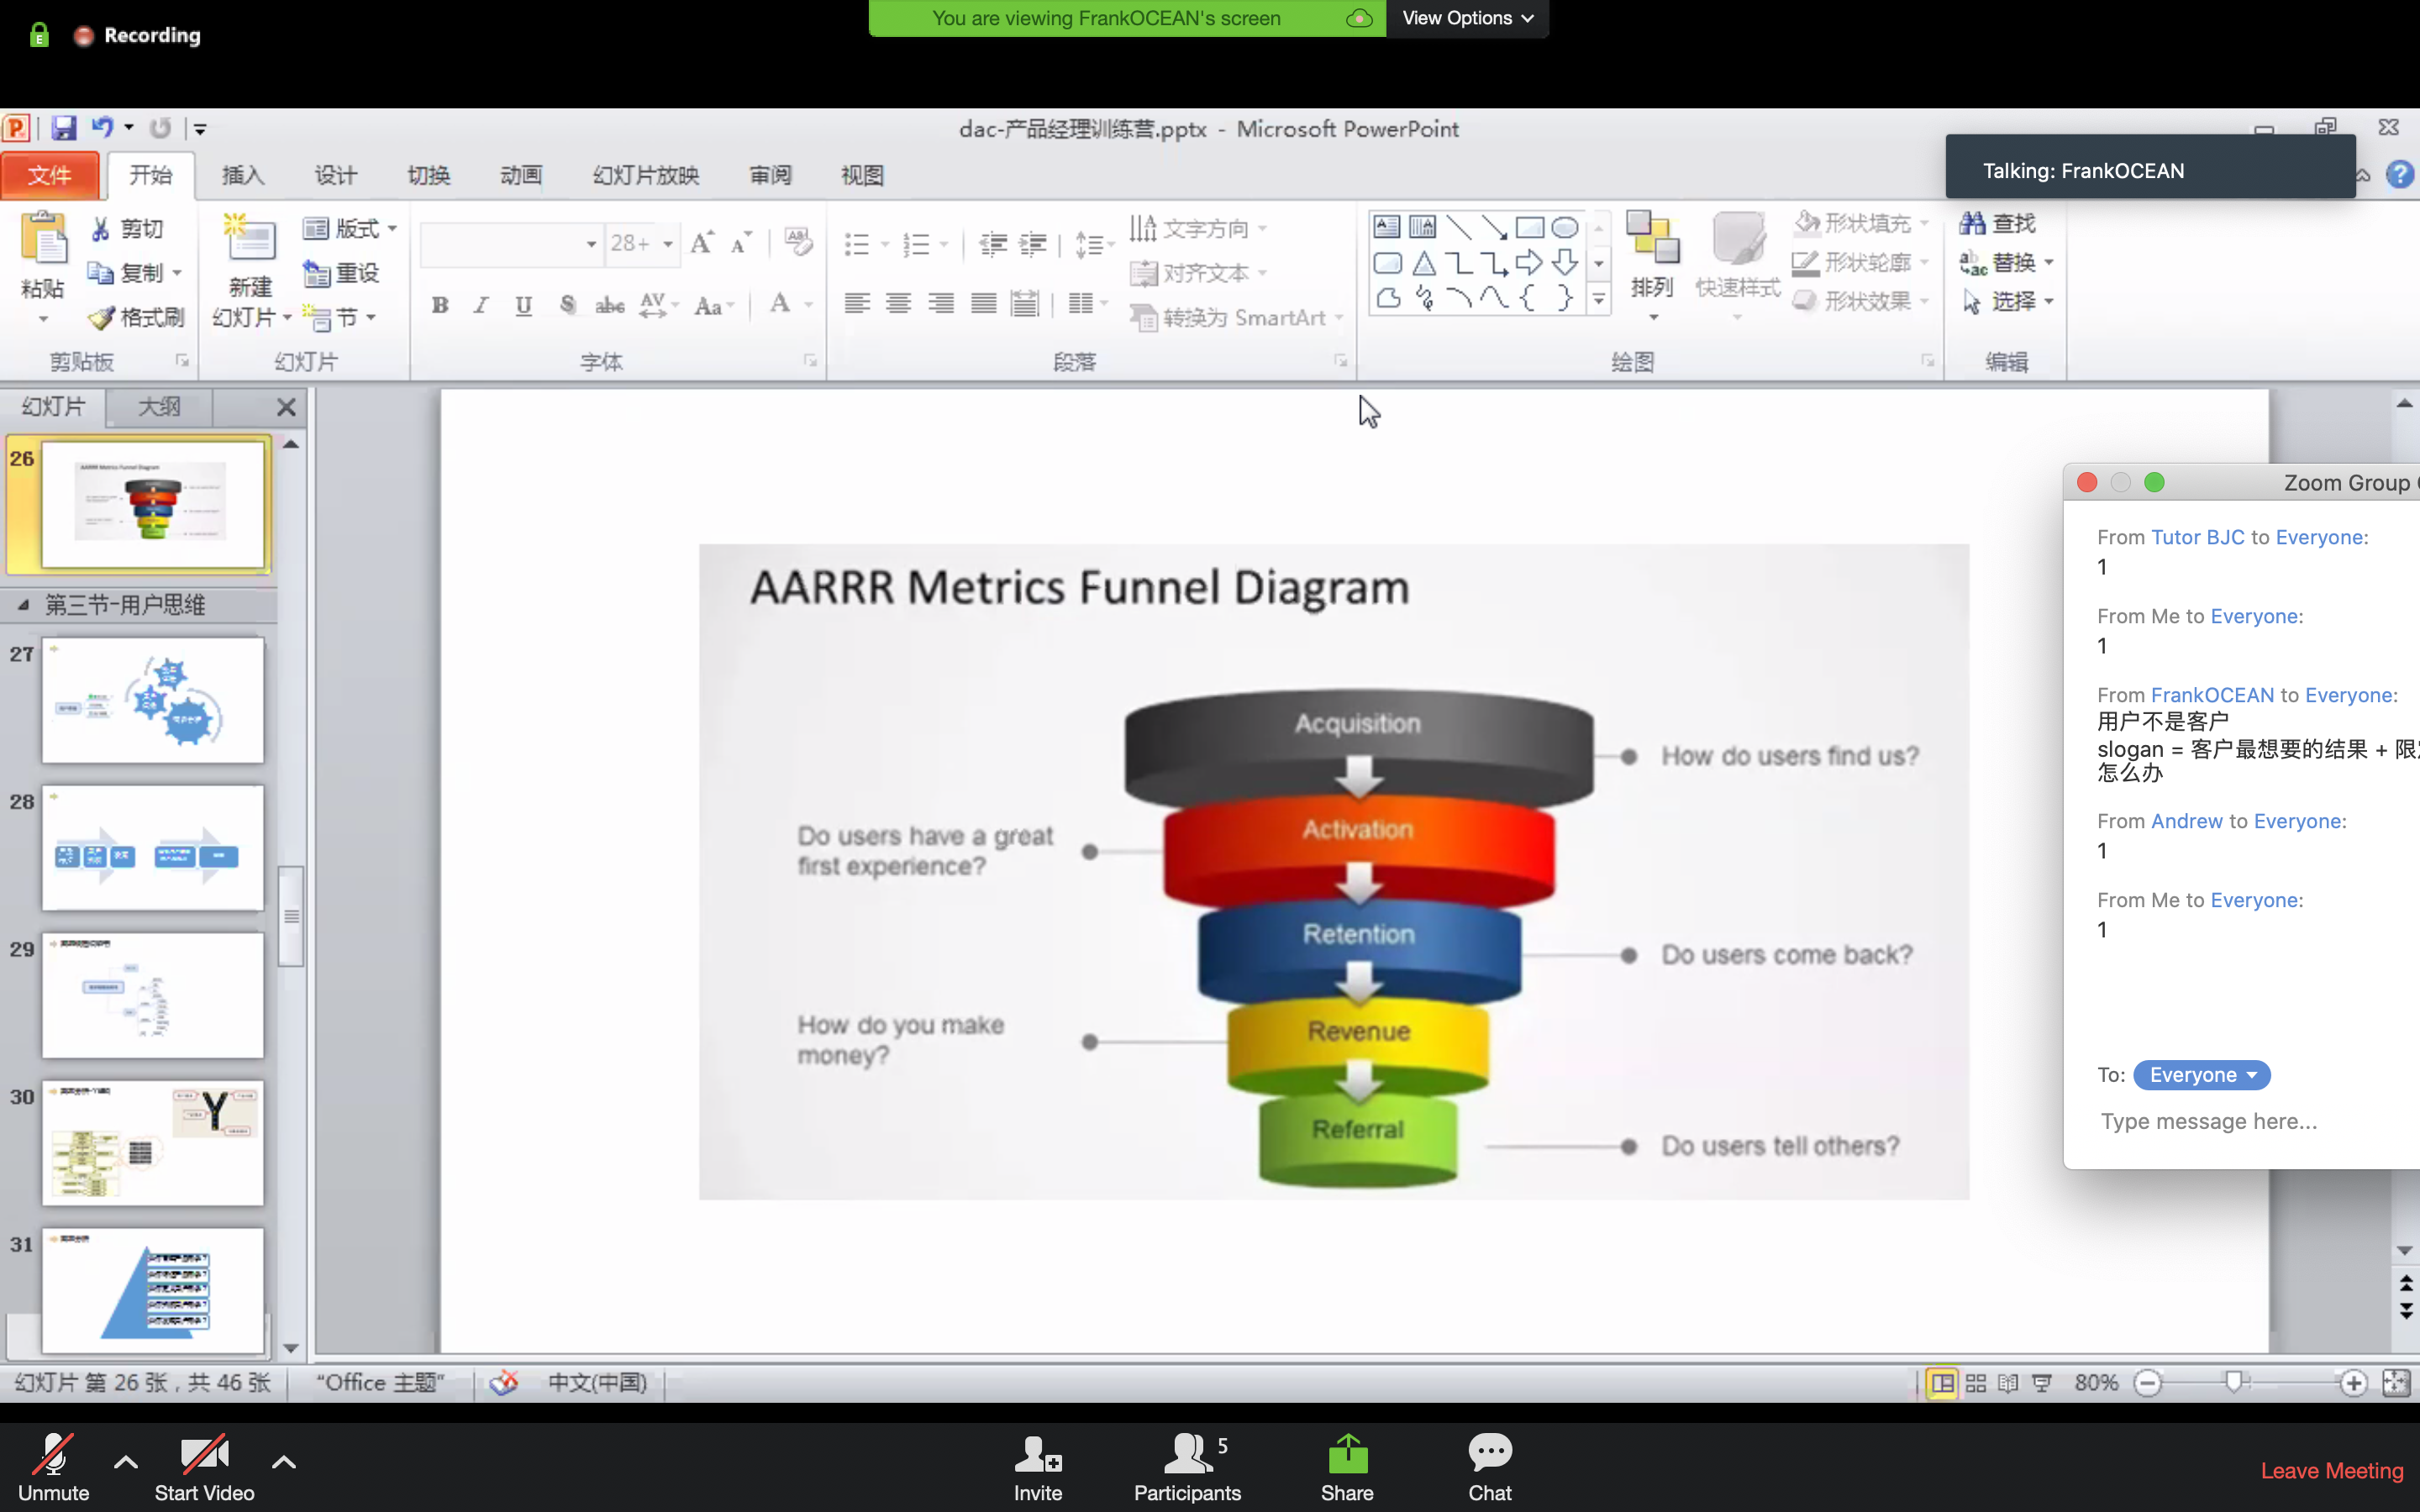 Recording
You are viewing FrankOCEAN's screen
View Options
dac-产品经理训练营.pptx - Microsoft PowerPoint
Talking: FrankOCEAN
文件 开始 插入 设计 切换 动画 幻灯片放映 审阅 视图
粘贴
剪切
复制
格式刷
剪贴板
新建
幻灯片
版式
重设
节
幻灯片
28+
字体
文字方向
对齐文本
转换为 SmartArt
段落
排列
快速样式
形状填充
形状轮廓
形状效果
绘图
查找
替换
选择
编辑
幻灯片 大纲
26
AARRR Metrics Funnel Diagram
第三节-用户思维
27
28
29
30
31
AARRR Metrics Funnel Diagram
Acquisition
How do users find us?
Activation
Do users have a great
first experience?
Retention
Do users come back?
Revenue
How do you make
money?
Referral
Do users tell others?
Zoom Group
From Tutor BJC to Everyone:
1
From Me to Everyone:
1
From FrankOCEAN to Everyone:
用户不是客户
slogan = 客户最想要的结果 + 限
怎么办
From Andrew to Everyone:
1
From Me to Everyone:
1
To: Everyone
Type message here...
幻灯片 第 26 张，共 46 张
"Office 主题"
中文(中国)
80%
Unmute
Start Video
Invite
Participants 5
Share
Chat
Leave Meeting